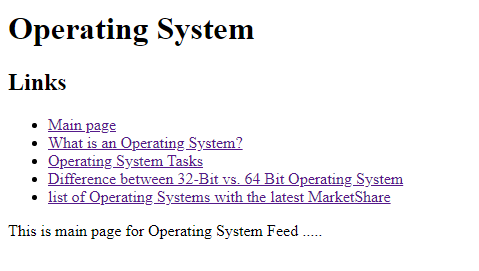 Operating System
Links
Main page
What is an Operating System?
Operating System Tasks
Difference between 32-Bit vs. 64 Bit Operating System
list of Operating Systems with the latest MarketShare
This is main page for Operating System Feed .....